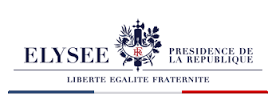 ELYSEE
PRESIDENCE DE
LA REPUBLIQUE
LIBERTE EGALITE FRATERNITE